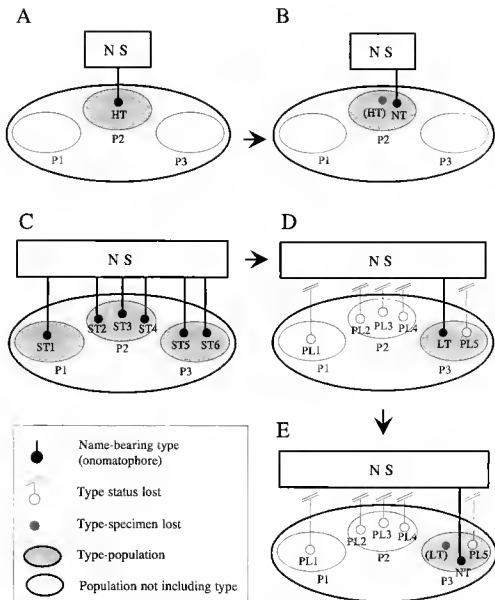 A
N S
HT
P1
P2
P3
B
N S
(HT) NT
P1
P2
P3
C
N S
ST1
ST2
ST3
ST4
ST5
ST6
P1
P2
P3
D
N S
PL1
PL2
PL3
PL4
LT
PL5
P1
P2
P3
E
N S
PL1
PL2
PL3
PL4
(LT)
PL5
NT
P1
P2
P3
Name-bearing type
(onomatophore)
Type status lost
Type-specimen lost
Type-population
Population not including type